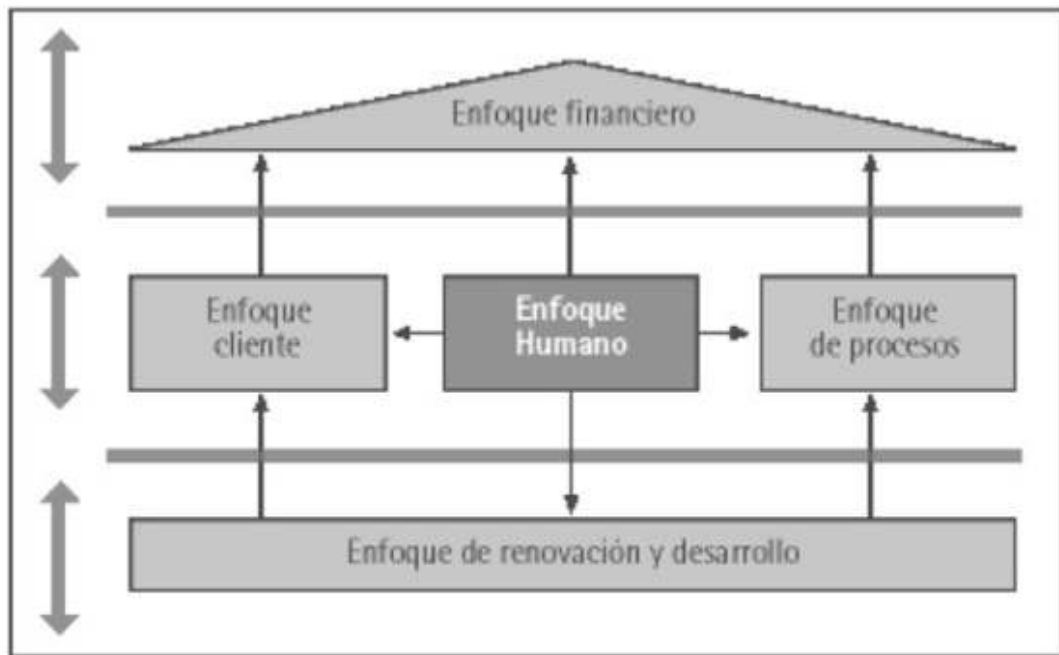 Enfoque financiero
Enfoque
cliente
Enfoque
Humano
Enfoque
de procesos
Enfoque de renovación y desarrollo